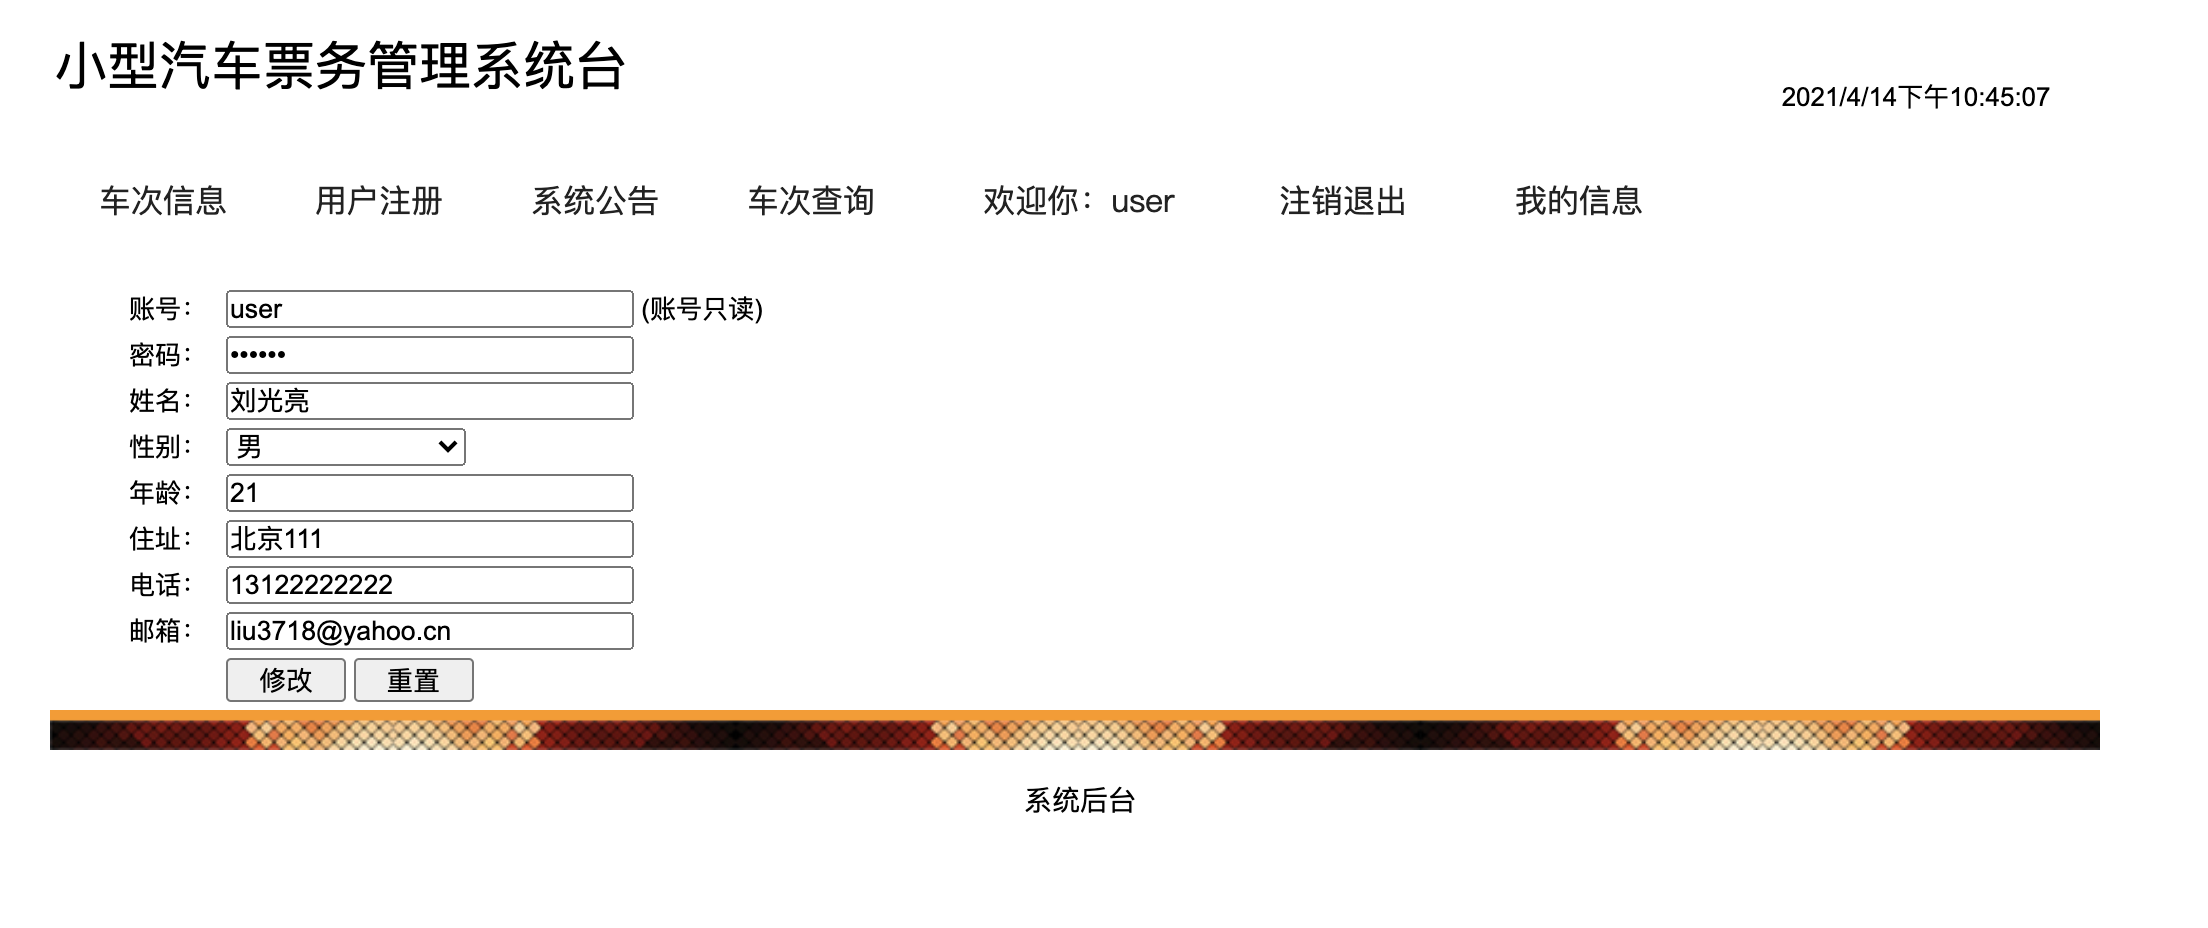 小型汽车票务管理系统台
2021/4/14下午10:45:07
车次信息 用户注册 系统公告 车次查询 欢迎你：user 注销退出 我的信息
账号： user (账号只读)
密码： ••••••
姓名： 刘光亮
性别： 男
年龄： 21
住址： 北京111
电话： 13122222222
邮箱： liu3718@yahoo.cn
修改 重置
系统后台